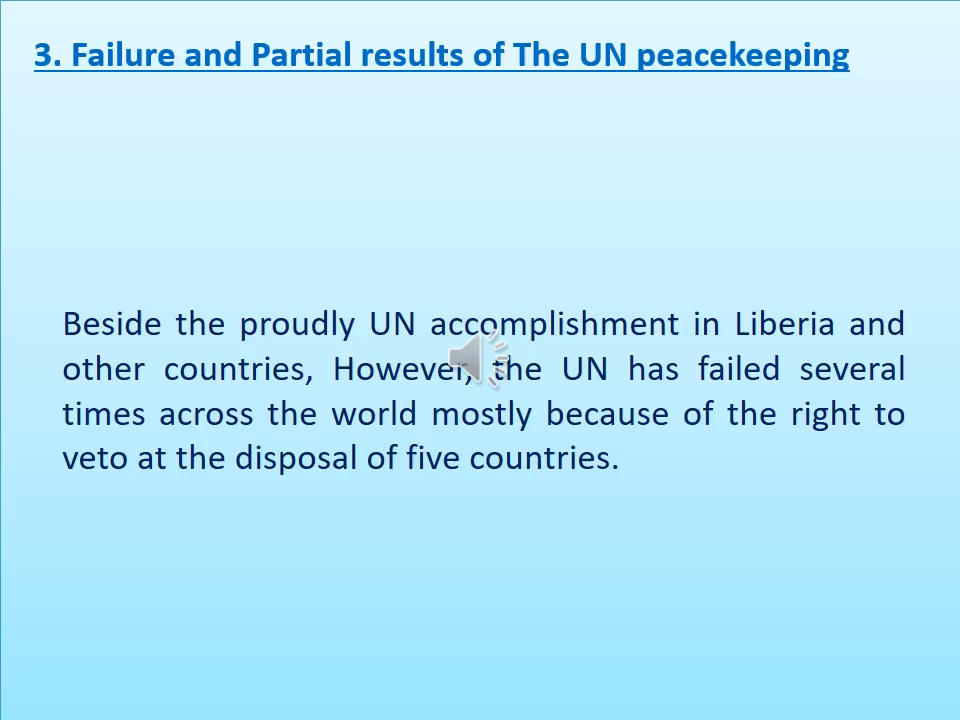 3. Failure and Partial results of The UN peacekeeping
Beside the proudly UN accomplishment in Liberia and
other countries, However, the UN has failed several
times across the world mostly because of the right to
veto at the disposal of five countries.